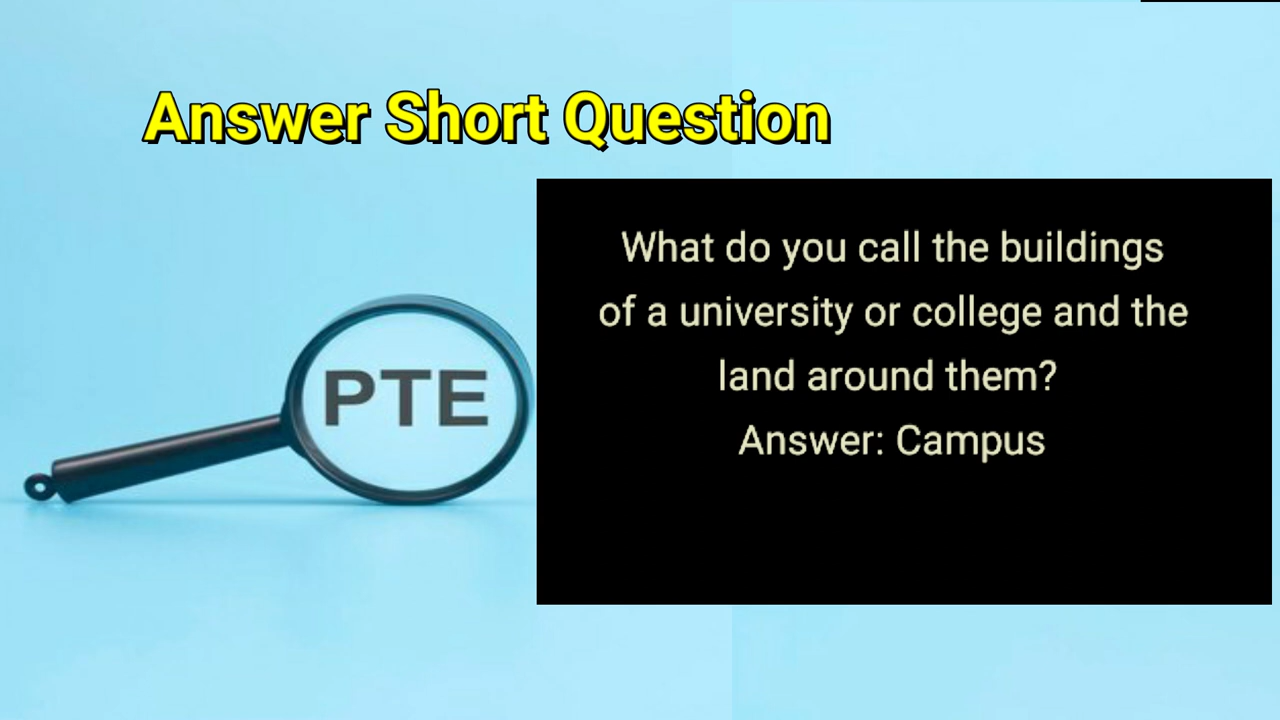 Answer Short Question
PTE
What do you call the buildings
of a university or college and the
land around them?
Answer: Campus